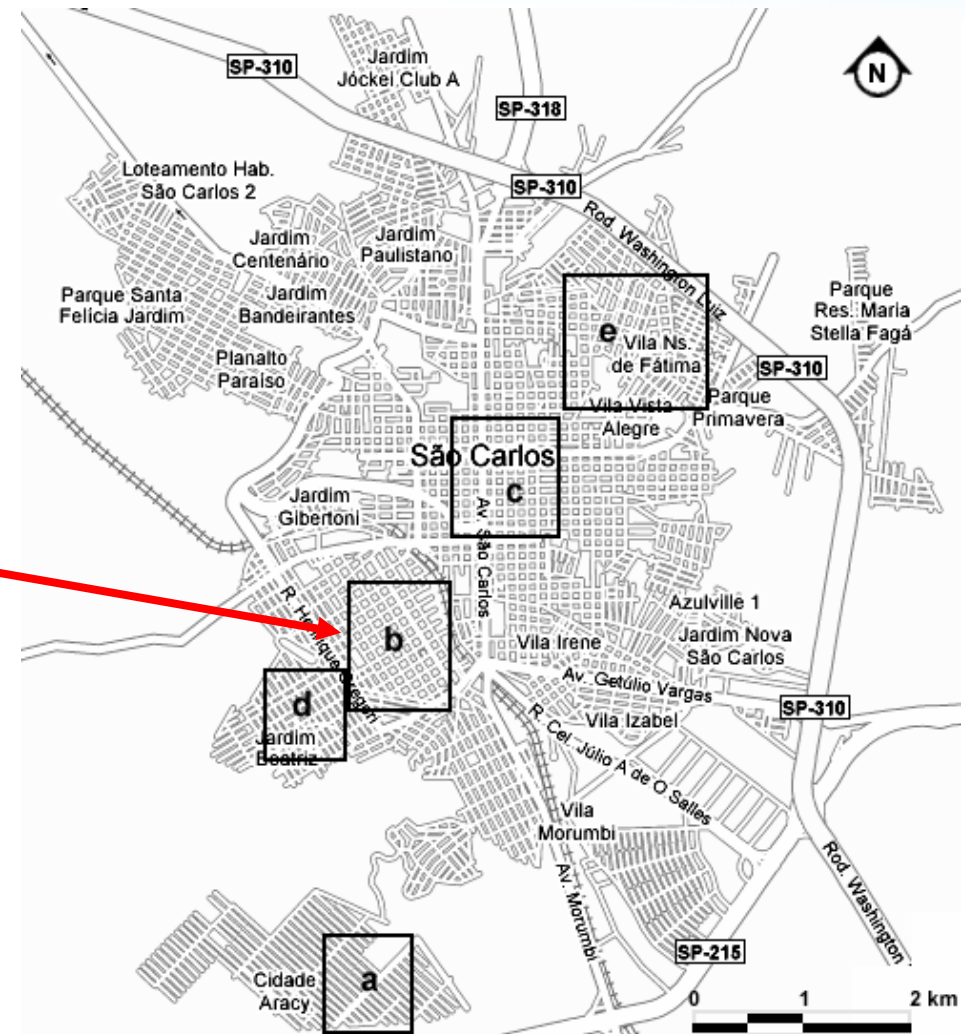 Jardim
Jóckei Club A
SP-310
N
SP-318
SP-310
Loteamento Hab.
São Carlos 2
Rod. Washington Luiz
Jardim
Centenário
Jardim
Paulistano
Parque Santa
Felícia Jardim
Jardim
Bandeirantes
Parque
Res. Maria
Stella Fagá
e
Vila Ns.
de Fátima
Planalto
Paraíso
SP-310
Vila Vista
Alegre
Parque
Primavera
São Carlos
c
Jardim
Gibertoni
Av. São Carlos
R. Henrique Gregori
b
Azulville 1
Vila Irene
Jardim Nova
São Carlos
Av. Getúlio Vargas
d
Jardim
Beatriz
SP-310
Vila Izabel
R. Cel. Júlio A de O Salles
Vila
Morumbi
Av. Morumbi
Rod. Washington
SP-215
Cidade
Aracy
a
0 1 2 km